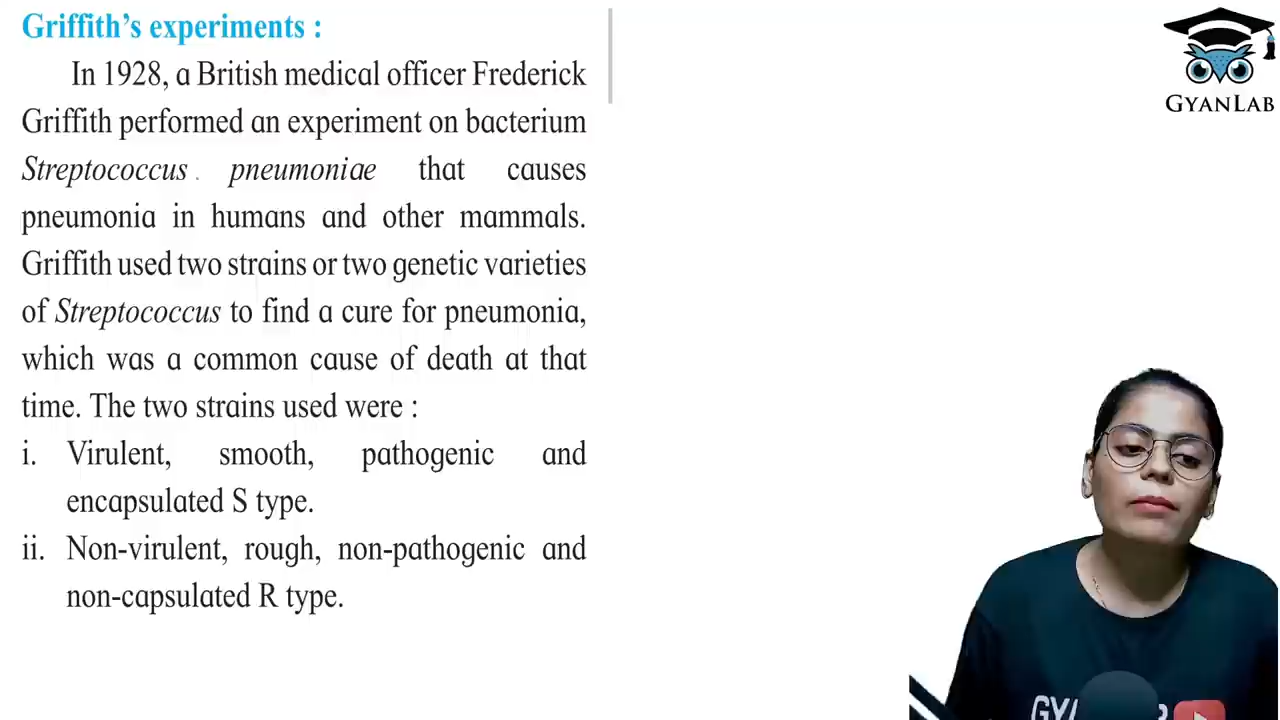 Griffith’s experiments :
In 1928, a British medical officer Frederick
Griffith performed an experiment on bacterium
Streptococcus pneumoniae that causes
pneumonia in humans and other mammals.
Griffith used two strains or two genetic varieties
of Streptococcus to find a cure for pneumonia,
which was a common cause of death at that
time. The two strains used were :
i. Virulent, smooth, pathogenic and
encapsulated S type.
ii. Non-virulent, rough, non-pathogenic and
non-capsulated R type.
GYANLAB